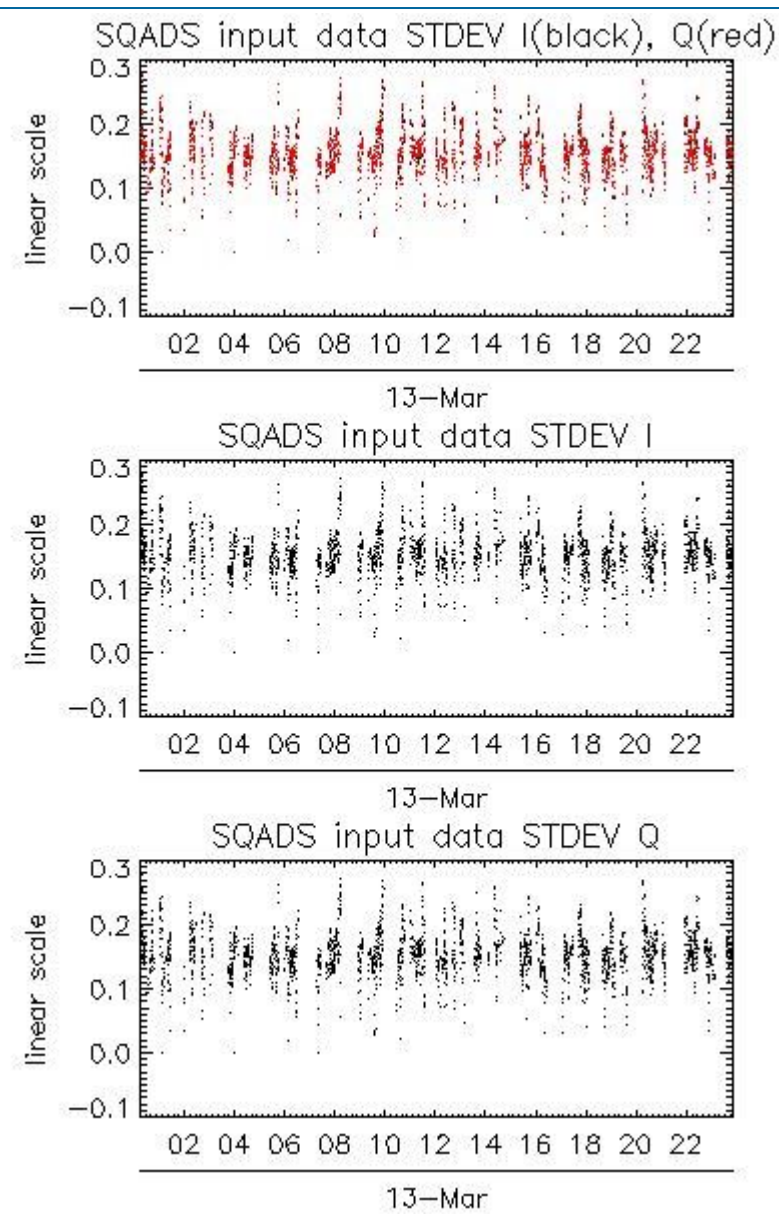 SQADS input data STDEV I(black), Q(red)
0.3
0.2
0.1
0.0
−0.1
linear scale
02 04 06 08 10 12 14 16 18 20 22
13−Mar
SQADS input data STDEV I
0.3
0.2
0.1
0.0
−0.1
linear scale
02 04 06 08 10 12 14 16 18 20 22
13−Mar
SQADS input data STDEV Q
0.3
0.2
0.1
0.0
−0.1
linear scale
02 04 06 08 10 12 14 16 18 20 22
13−Mar